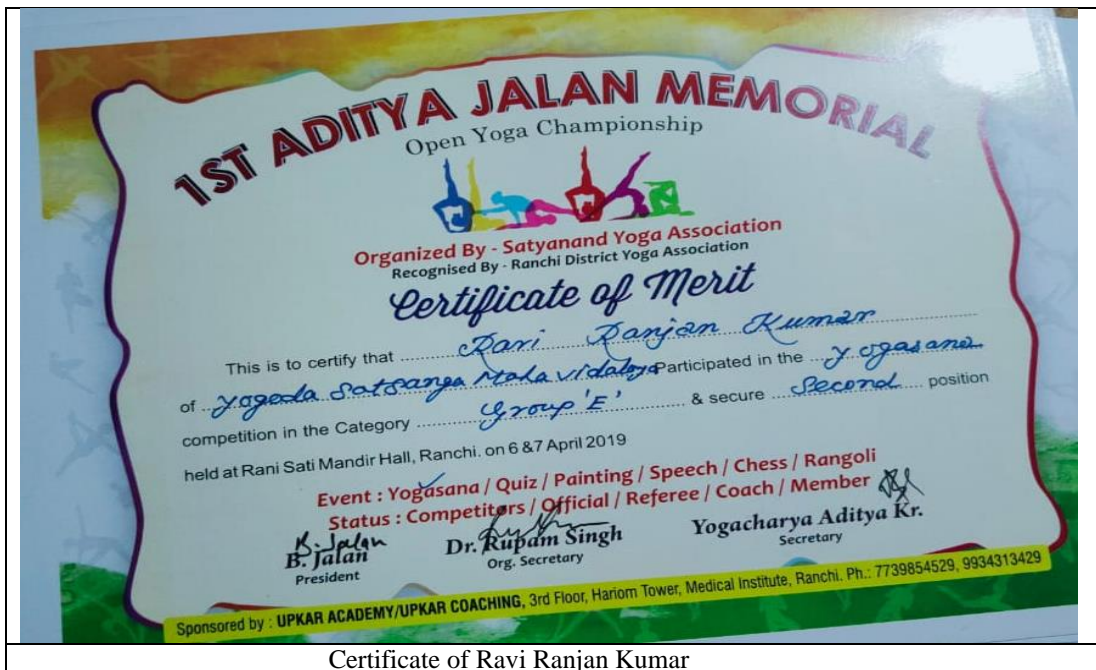 1ST ADITYA JALAN MEMORIAL
Open Yoga Championship
Organized By - Satyanand Yoga Association
Recognised By - Ranchi District Yoga Association
Certificate of Merit
This is to certify that Ravi Ranjan Kumar
of Yogeda Satsanga Maha vidalaya Participated in the Yogasana
competition in the Category Group 'E' & secure Second position
held at Rani Sati Mandir Hall, Ranchi. on 6 &7 April 2019
Event : Yogasana / Quiz / Painting / Speech / Chess / Rangoli
Status : Competitors / Official / Referee / Coach / Member
B. Jalan
B. Jalan Dr. Rupam Singh Yogacharya Aditya Kr.
President Org. Secretary Secretary
Sponsored by : UPKAR ACADEMY/UPKAR COACHING, 3rd Floor, Hariom Tower, Medical Institute, Ranchi. Ph.: 7739854529, 9934313429
Certificate of Ravi Ranjan Kumar